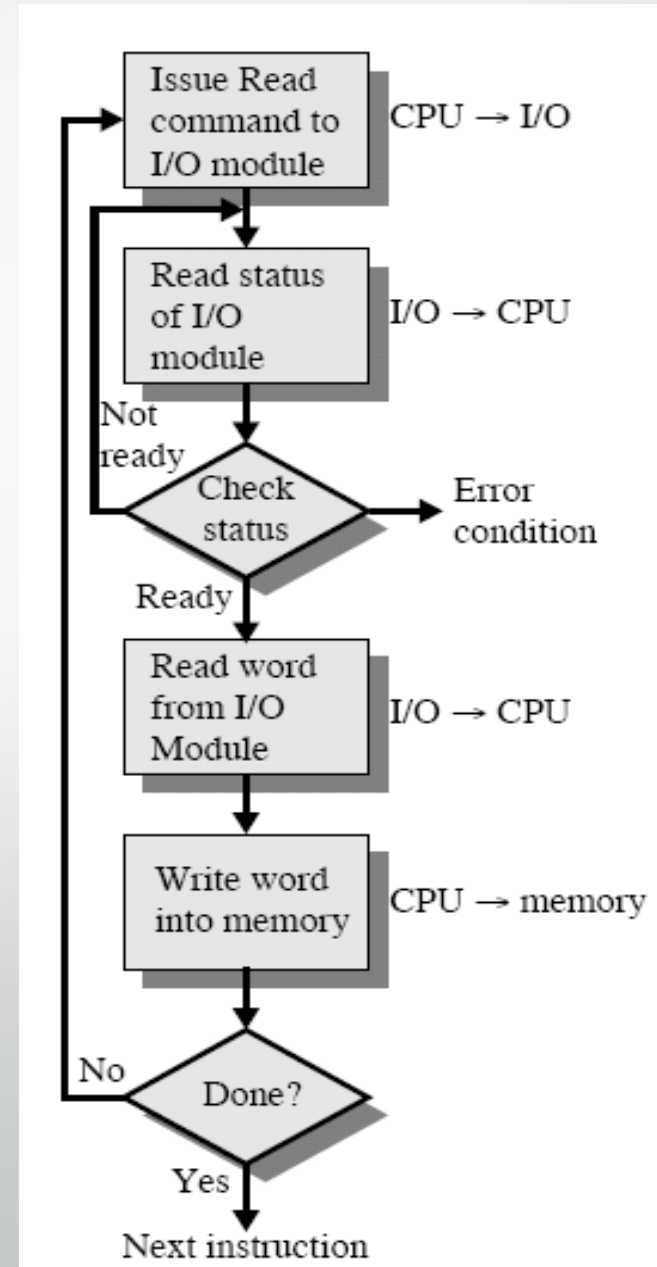 Issue Read
command to
I/O module
CPU → I/O
Read status
of I/O
module
I/O → CPU
Not
ready
Check
status
Error
condition
Ready
Read word
from I/O
Module
I/O → CPU
Write word
into memory
CPU → memory
No
Done?
Yes
Next instruction